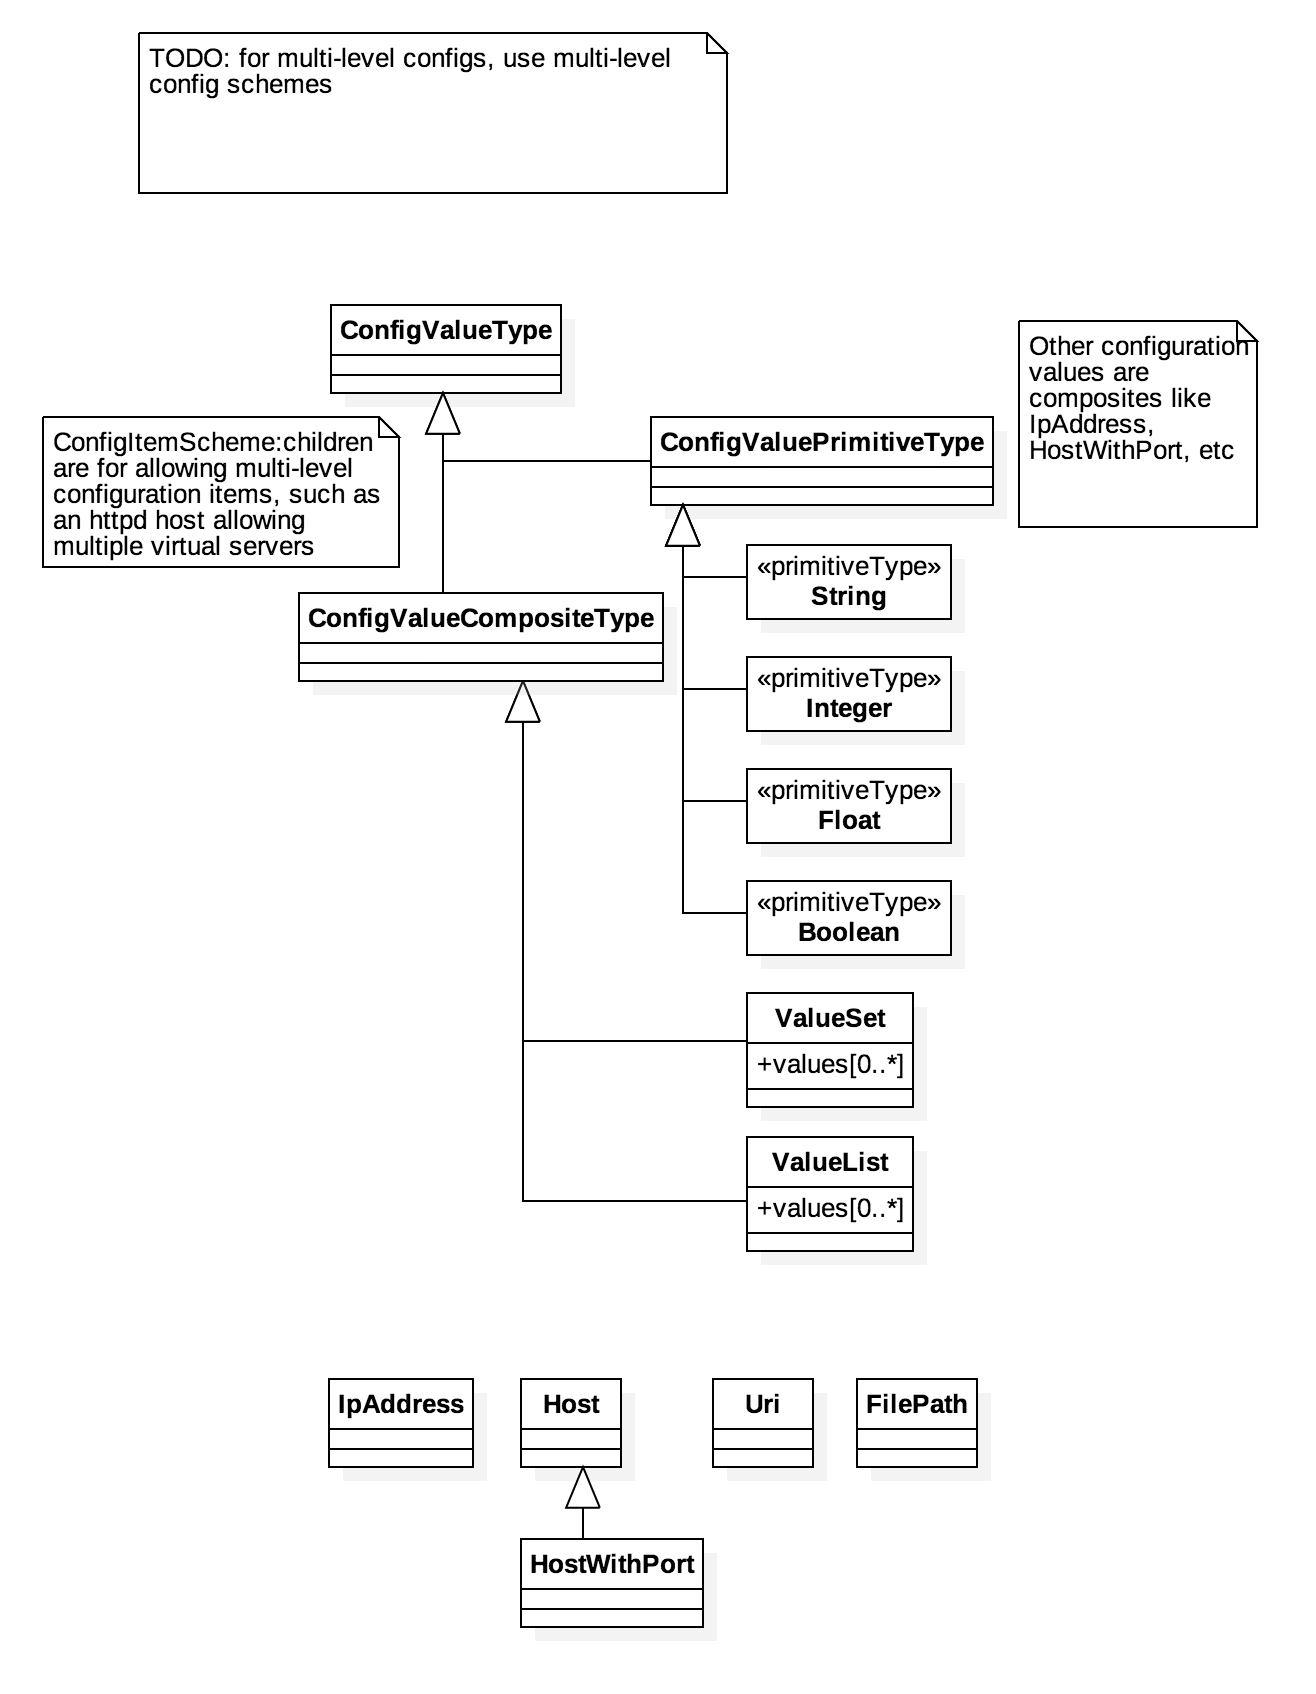 TODO: for multi-level configs, use multi-level
config schemes
ConfigValueType
Other configuration
values are
composites like
IpAddress,
HostWithPort, etc
ConfigItemScheme:children
are for allowing multi-level
configuration items, such as
an httpd host allowing
multiple virtual servers
ConfigValuePrimitiveType
«primitiveType»
String
ConfigValueCompositeType
«primitiveType»
Integer
«primitiveType»
Float
«primitiveType»
Boolean
ValueSet
+values[0..*]
ValueList
+values[0..*]
IpAddress
Host
Uri
FilePath
HostWithPort